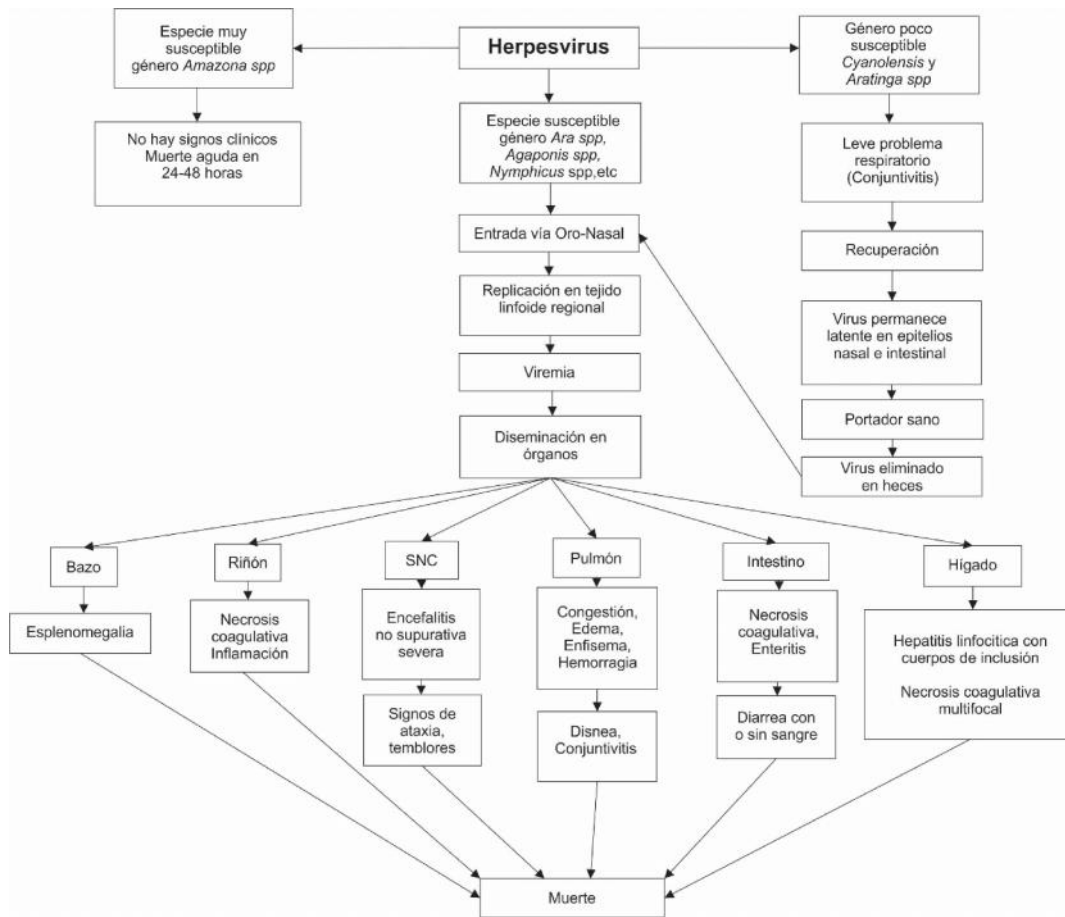 Especie muy
susceptible
género Amazona spp
No hay signos clínicos
Muerte aguda en
24-48 horas
Herpesvirus
Especie susceptible
género Ara spp,
Agaponis spp,
Nymphicus spp,etc
Entrada vía Oro-Nasal
Replicación en tejido
linfoide regional
Viremia
Diseminación en
órganos
Género poco
susceptible
Cyanolensis y
Aratinga spp
Leve problema
respiratorio
(Conjuntivitis)
Recuperación
Virus permanece
latente en epitelios
nasal e intestinal
Portador sano
Virus eliminado
en heces
Bazo
Esplenomegalia
Riñón
Necrosis
coagulativa
Inflamación
SNC
Encefalitis
no supurativa
severa
Signos de
ataxia,
temblores
Pulmón
Congestión,
Edema,
Enfisema,
Hemorragia
Disnea,
Conjuntivitis
Intestino
Necrosis
coagulativa,
Enteritis
Diarrea con
o sin sangre
Hígado
Hepatitis linfocitica con
cuerpos de inclusión
Necrosis coagulativa
multifocal
Muerte